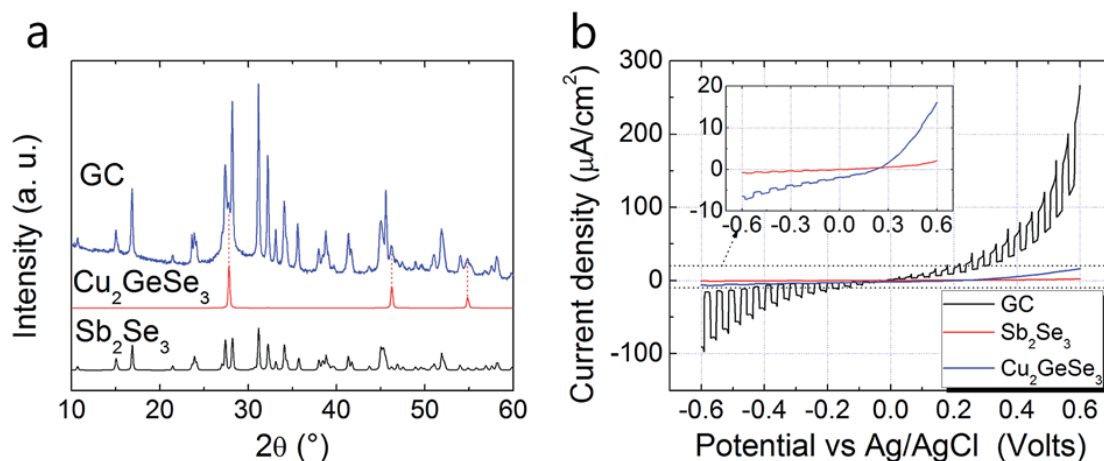 a
Intensity (a. u.)
GC
Cu₂GeSe₃
Sb₂Se₃
10 20 30 40 50 60
2θ (°)
b
Current density (μA/cm²)
300
200
100
0
-100
20
10
0
-10
-0.6 -0.3 0.0 0.3 0.6
GC
Sb₂Se₃
Cu₂GeSe₃
-0.6 -0.4 -0.2 0.0 0.2 0.4 0.6
Potential vs Ag/AgCl (Volts)